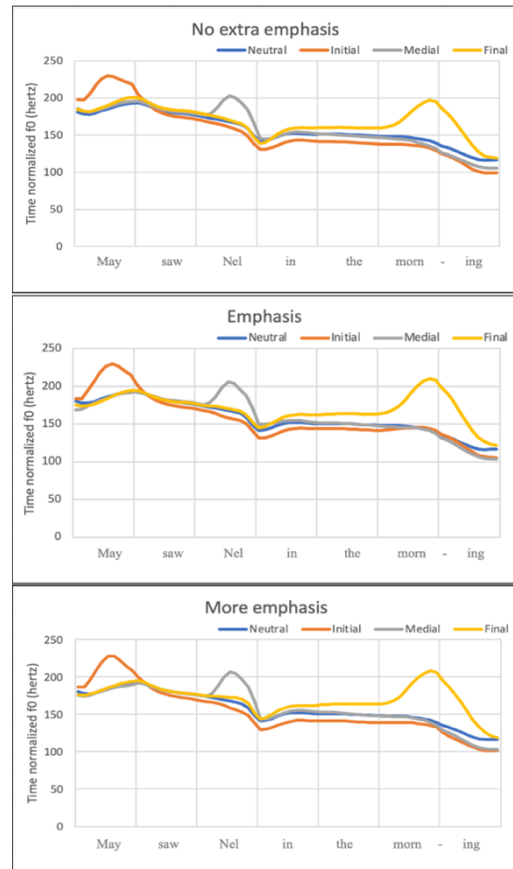 No extra emphasis
Neutral Initial Medial Final
Time normalized f0 (hertz)
250
200
150
100
50
0
May saw Nel in the morn - ing
Emphasis
Neutral Initial Medial Final
Time normalized f0 (hertz)
250
200
150
100
50
0
May saw Nel in the morn - ing
More emphasis
Neutral Initial Medial Final
Time normalized f0 (hertz)
250
200
150
100
50
0
May saw Nel in the morn - ing